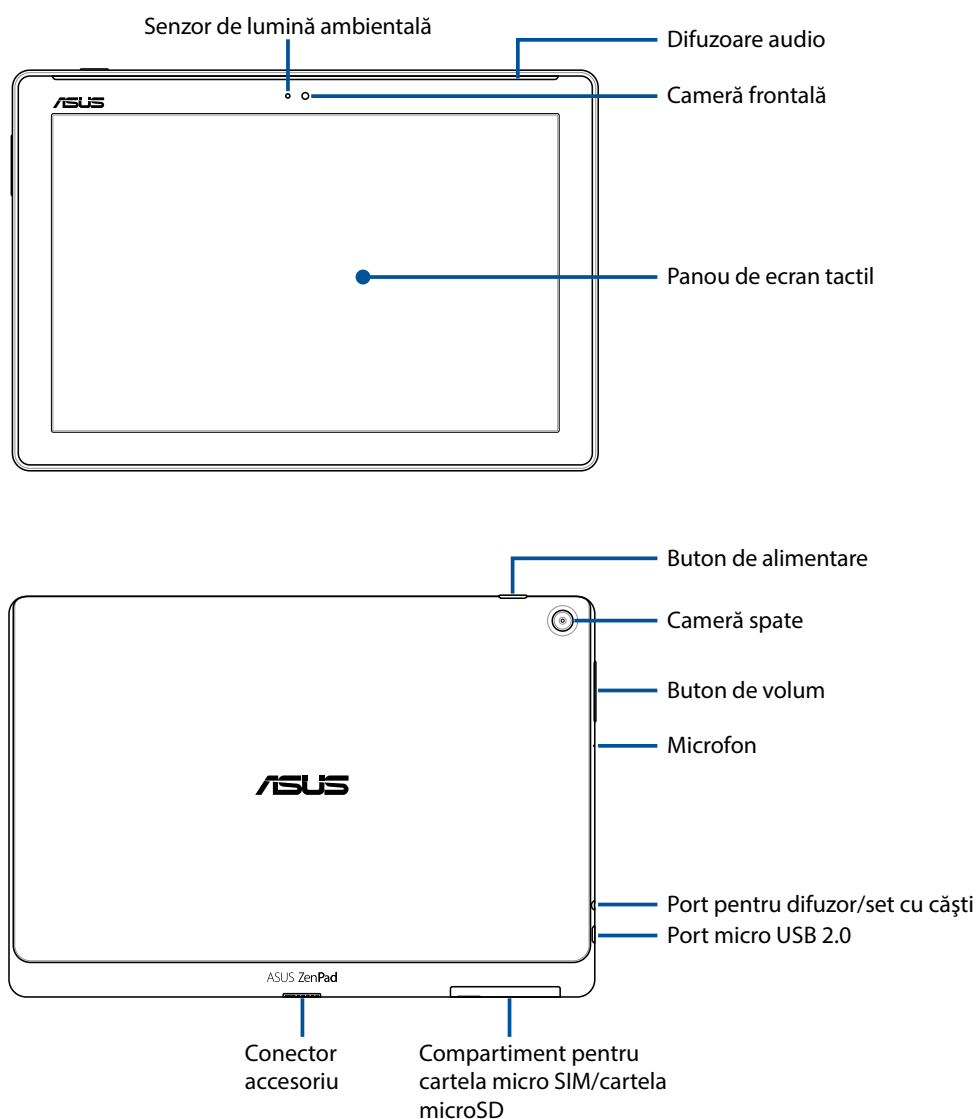 Senzor de lumină ambientală
Difuzoare audio
Cameră frontală
ASUS
Panou de ecran tactil
Buton de alimentare
Cameră spate
Buton de volum
Microfon
ASUS
Port pentru difuzor/set cu căşti
Port micro USB 2.0
ASUS ZenPad
Conector
accesoriu
Compartiment pentru
cartela micro SIM/cartela
microSD